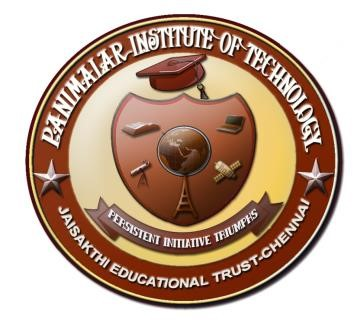 PANIMALAR INSTITUTE OF TECHNOLOGY
PERSISTENT INITIATIVE TRIUMPHS
JAISAKTHI EDUCATIONAL TRUST-CHENNAI